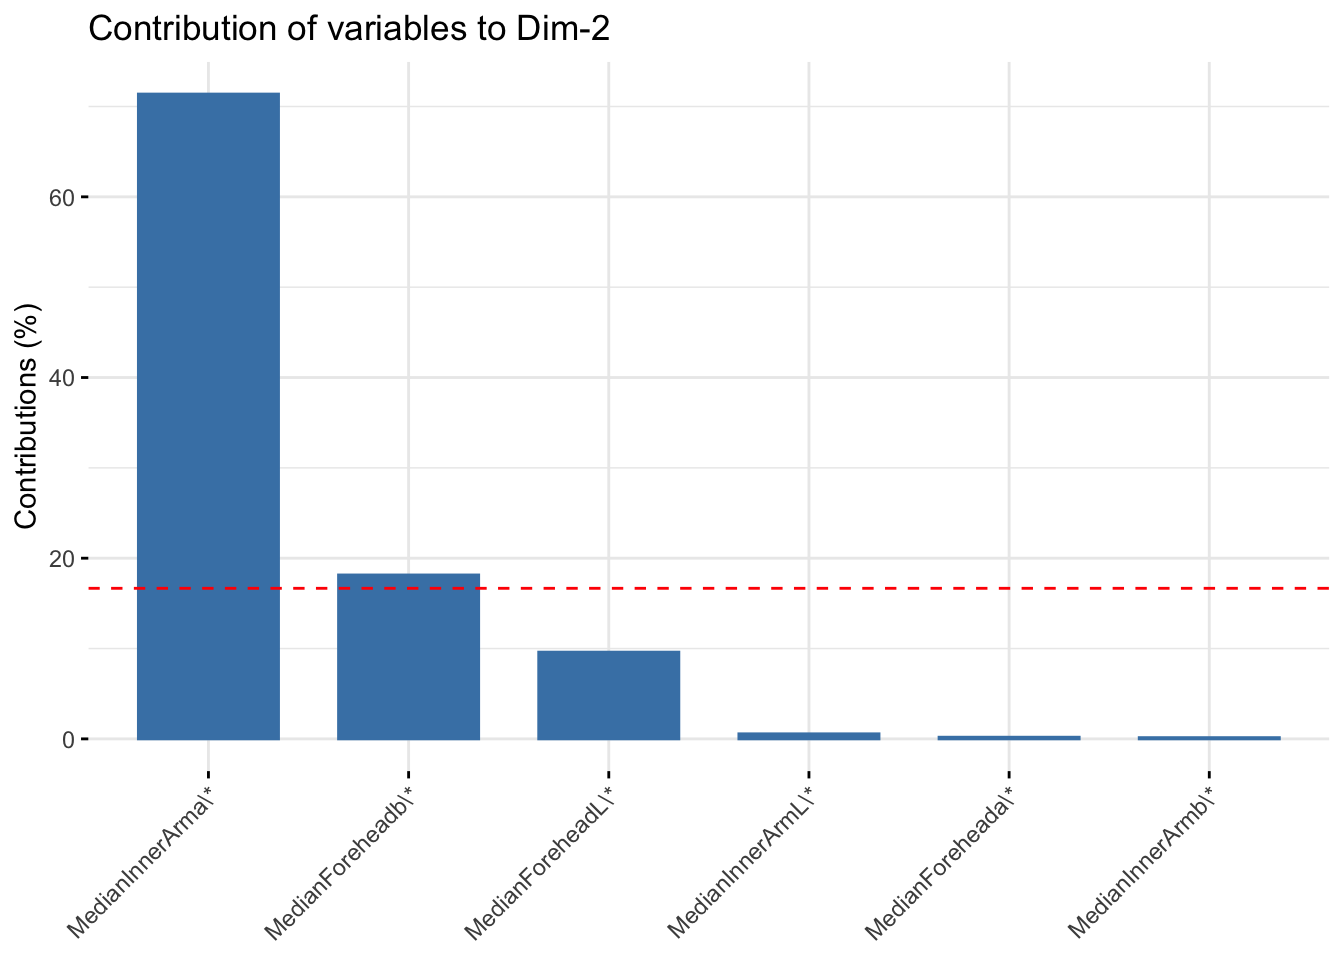 Contribution of variables to Dim-2
Contributions (%)
60
40
20
0
MedianInnerArma\*
MedianForeheadb\*
MedianForeheadL\*
MedianInnerArmL\*
MedianForeheada\*
MedianInnerArmb\*